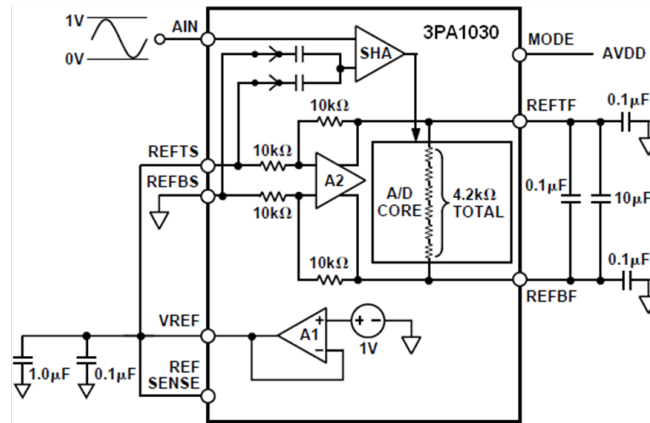 1V
0V
AIN
SHA
3PA1030
MODE
AVDD
10kΩ
REFTF
0.1µF
REFTS
10kΩ
REFBS
A2
10kΩ
A/D
CORE
4.2kΩ
TOTAL
0.1µF
10µF
10kΩ
0.1µF
REFBF
VREF
A1
+
−
+ −
1V
1.0µF
0.1µF
REF
SENSE